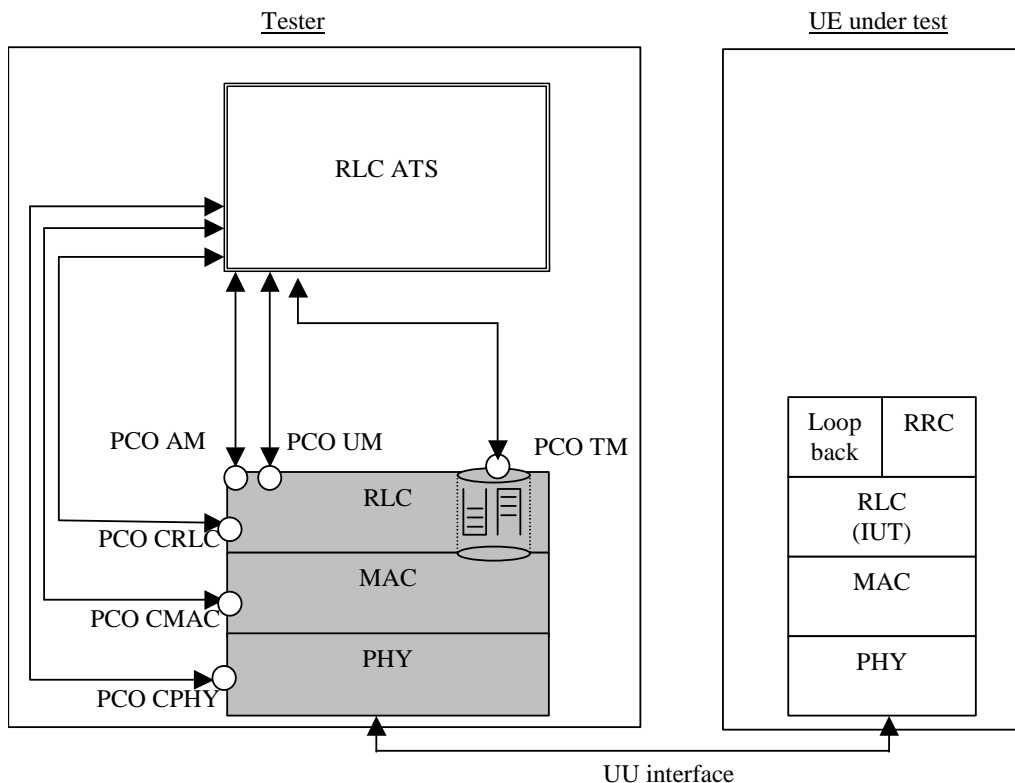 Tester
UE under test
RLC ATS
PCO AM
PCO UM
PCO TM
Loop
back
RRC
RLC
RLC
(IUT)
PCO CRLC
MAC
MAC
PCO CMAC
PHY
PHY
PCO CPHY
UU interface